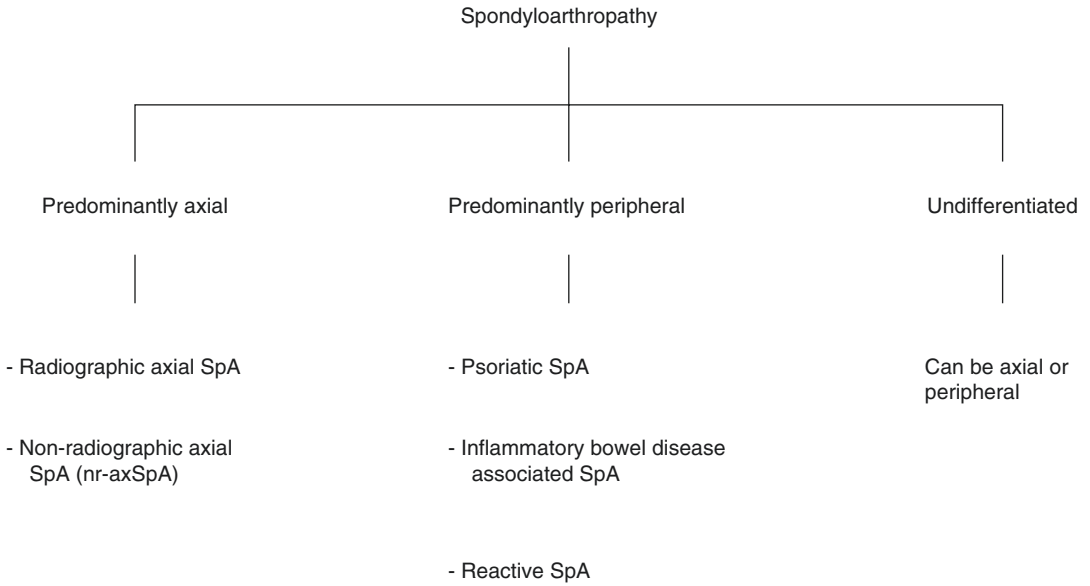 Spondyloarthropathy
Predominantly axial
Predominantly peripheral
Undifferentiated
- Radiographic axial SpA
- Non-radiographic axial
SpA (nr-axSpA)
- Psoriatic SpA
- Inflammatory bowel disease
associated SpA
- Reactive SpA
Can be axial or
peripheral